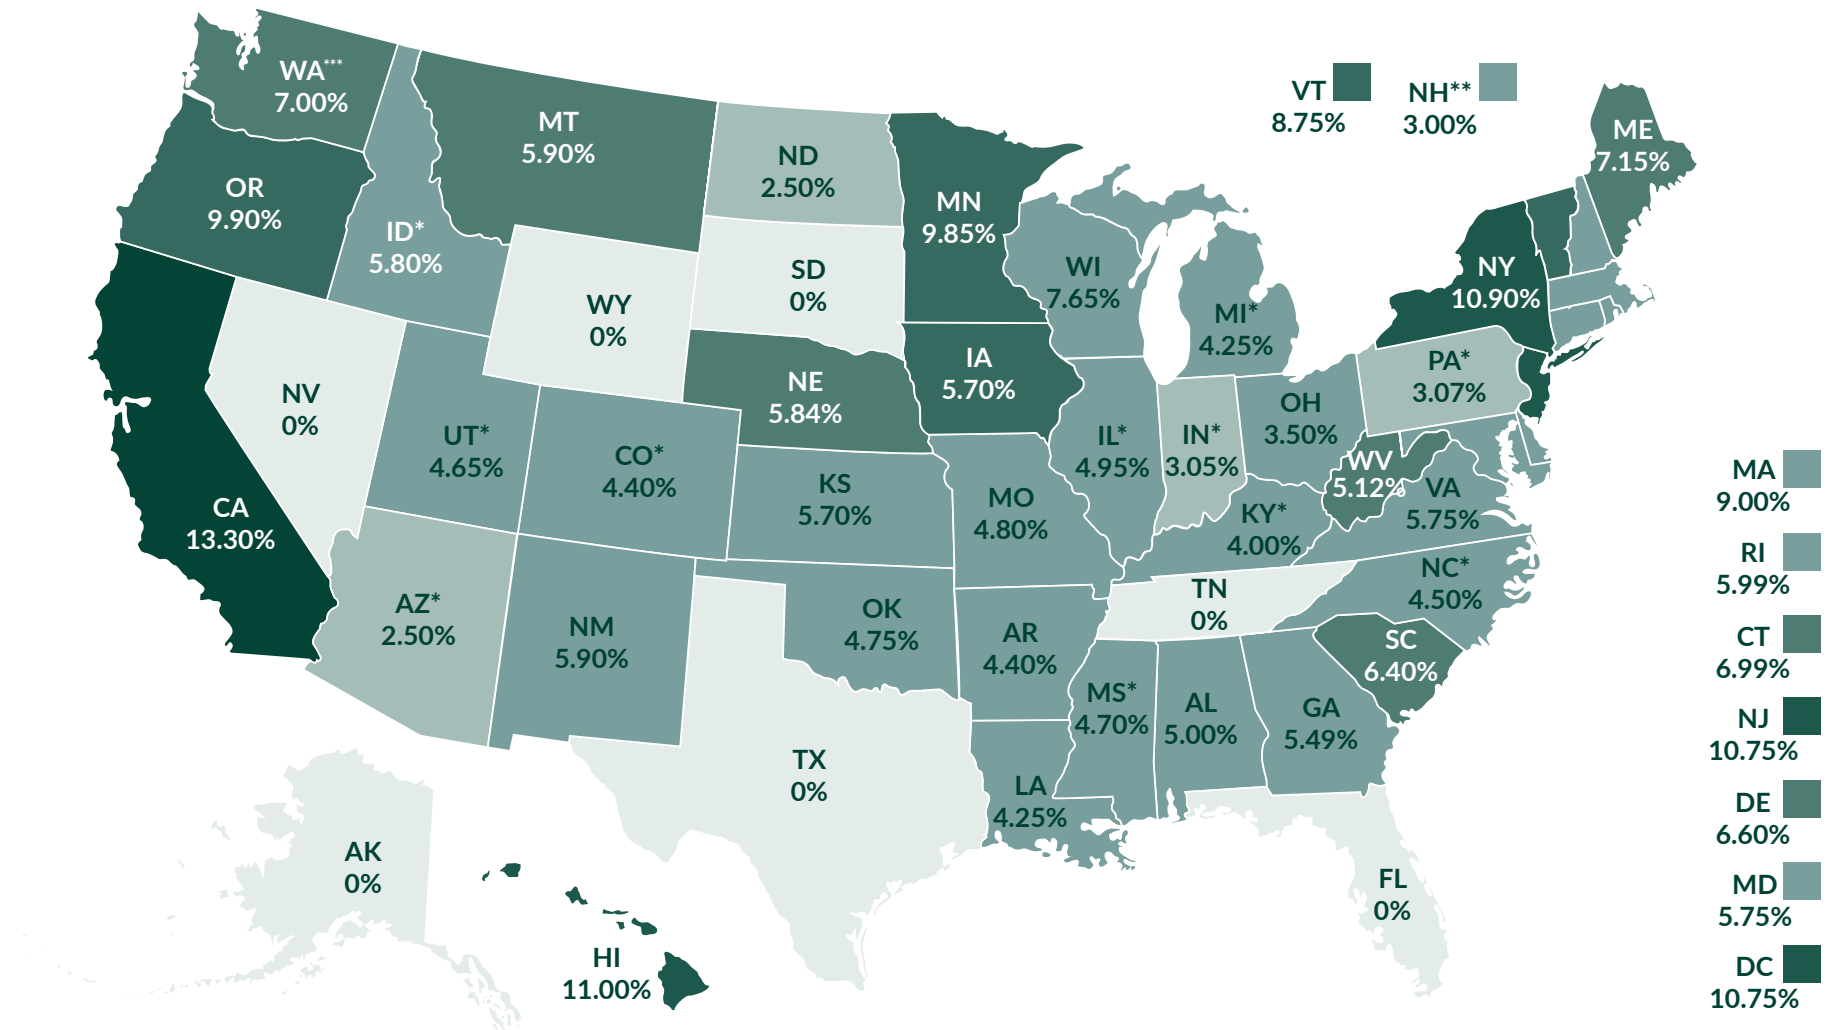 WA***
7.00%
MT
5.90%
ND
2.50%
MN
9.85%
VT
8.75%
NH**
3.00%
ME
7.15%
OR
9.90%
ID*
5.80%
WY
0%
SD
0%
WI
7.65%
MI*
4.25%
NY
10.90%
NV
0%
UT*
4.65%
CO*
4.40%
NE
5.84%
IA
5.70%
IL*
4.95%
IN*
3.05%
OH
3.50%
PA*
3.07%
CA
13.30%
KS
5.70%
MO
4.80%
KY*
4.00%
WV
5.12%
VA
5.75%
AZ*
2.50%
NM
5.90%
OK
4.75%
AR
4.40%
TN
0%
NC*
4.50%
SC
6.40%
TX
0%
LA
4.25%
MS*
4.70%
AL
5.00%
GA
5.49%
AK
0%
HI
11.00%
FL
0%
MA
9.00%
RI
5.99%
CT
6.99%
NJ
10.75%
DE
6.60%
MD
5.75%
DC
10.75%